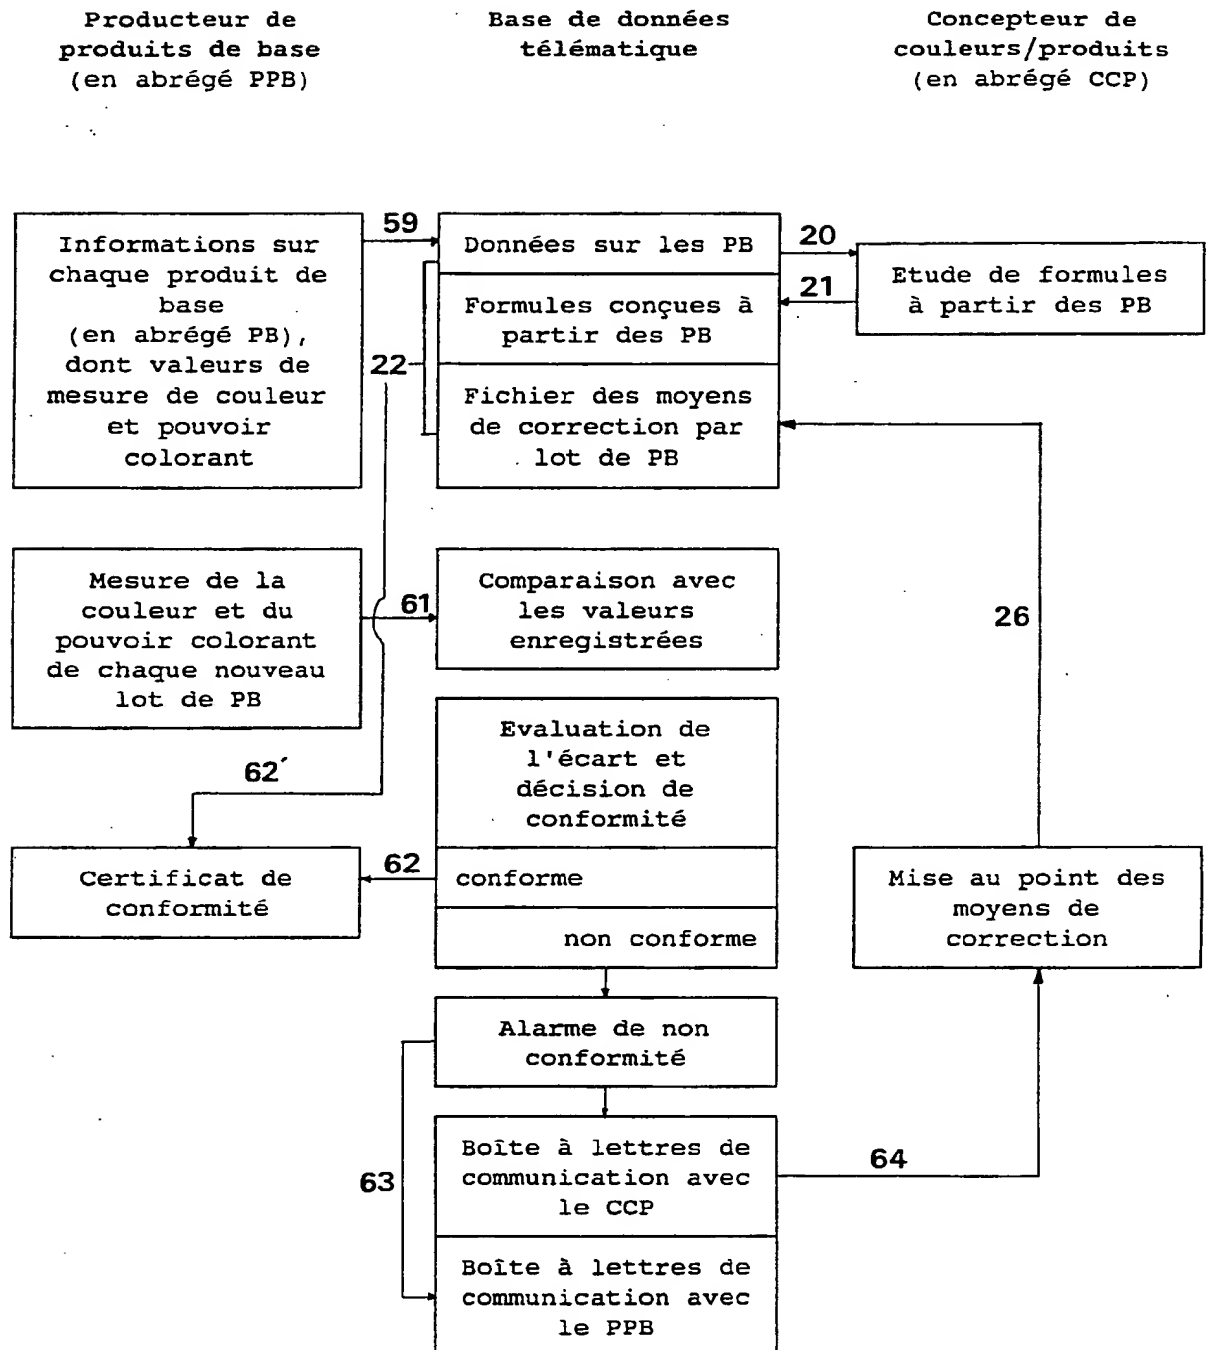 Producteur de
produits de base
(en abrégé PPB)
Base de données
télématique
Concepteur de
couleurs/produits
(en abrégé CCP)
Informations sur
chaque produit de
base
(en abrégé PB),
dont valeurs de
mesure de couleur
et pouvoir
colorant
59
Données sur les PB
20
Formules conçues à
partir des PB
21
Etude de formules
à partir des PB
22
Fichier des moyens
de correction par
lot de PB
Mesure de la
couleur et du
pouvoir colorant
de chaque nouveau
lot de PB
61
Comparaison avec
les valeurs
enregistrées
26
Evaluation de
l'écart et
décision de
conformité
62´
Certificat de
conformité
62
conforme
non conforme
Mise au point des
moyens de
correction
Alarme de non
conformité
63
Boîte à lettres de
communication avec
le CCP
64
Boîte à lettres de
communication avec
le PPB